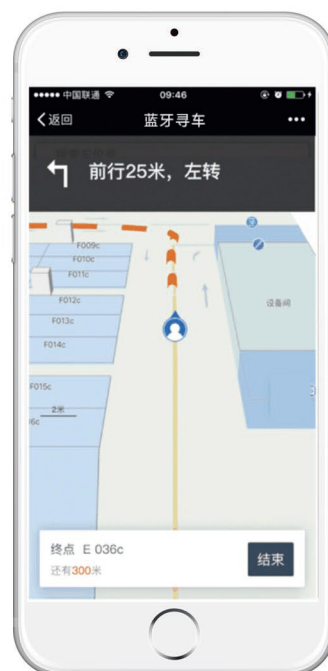 中国联通 09:46
返回 蓝牙寻车
前行25米，左转
F009c
F010c
F011c
F012c
F013c
F014c
设备间
F015c
2米
终点 E 036c
还有300米
结束